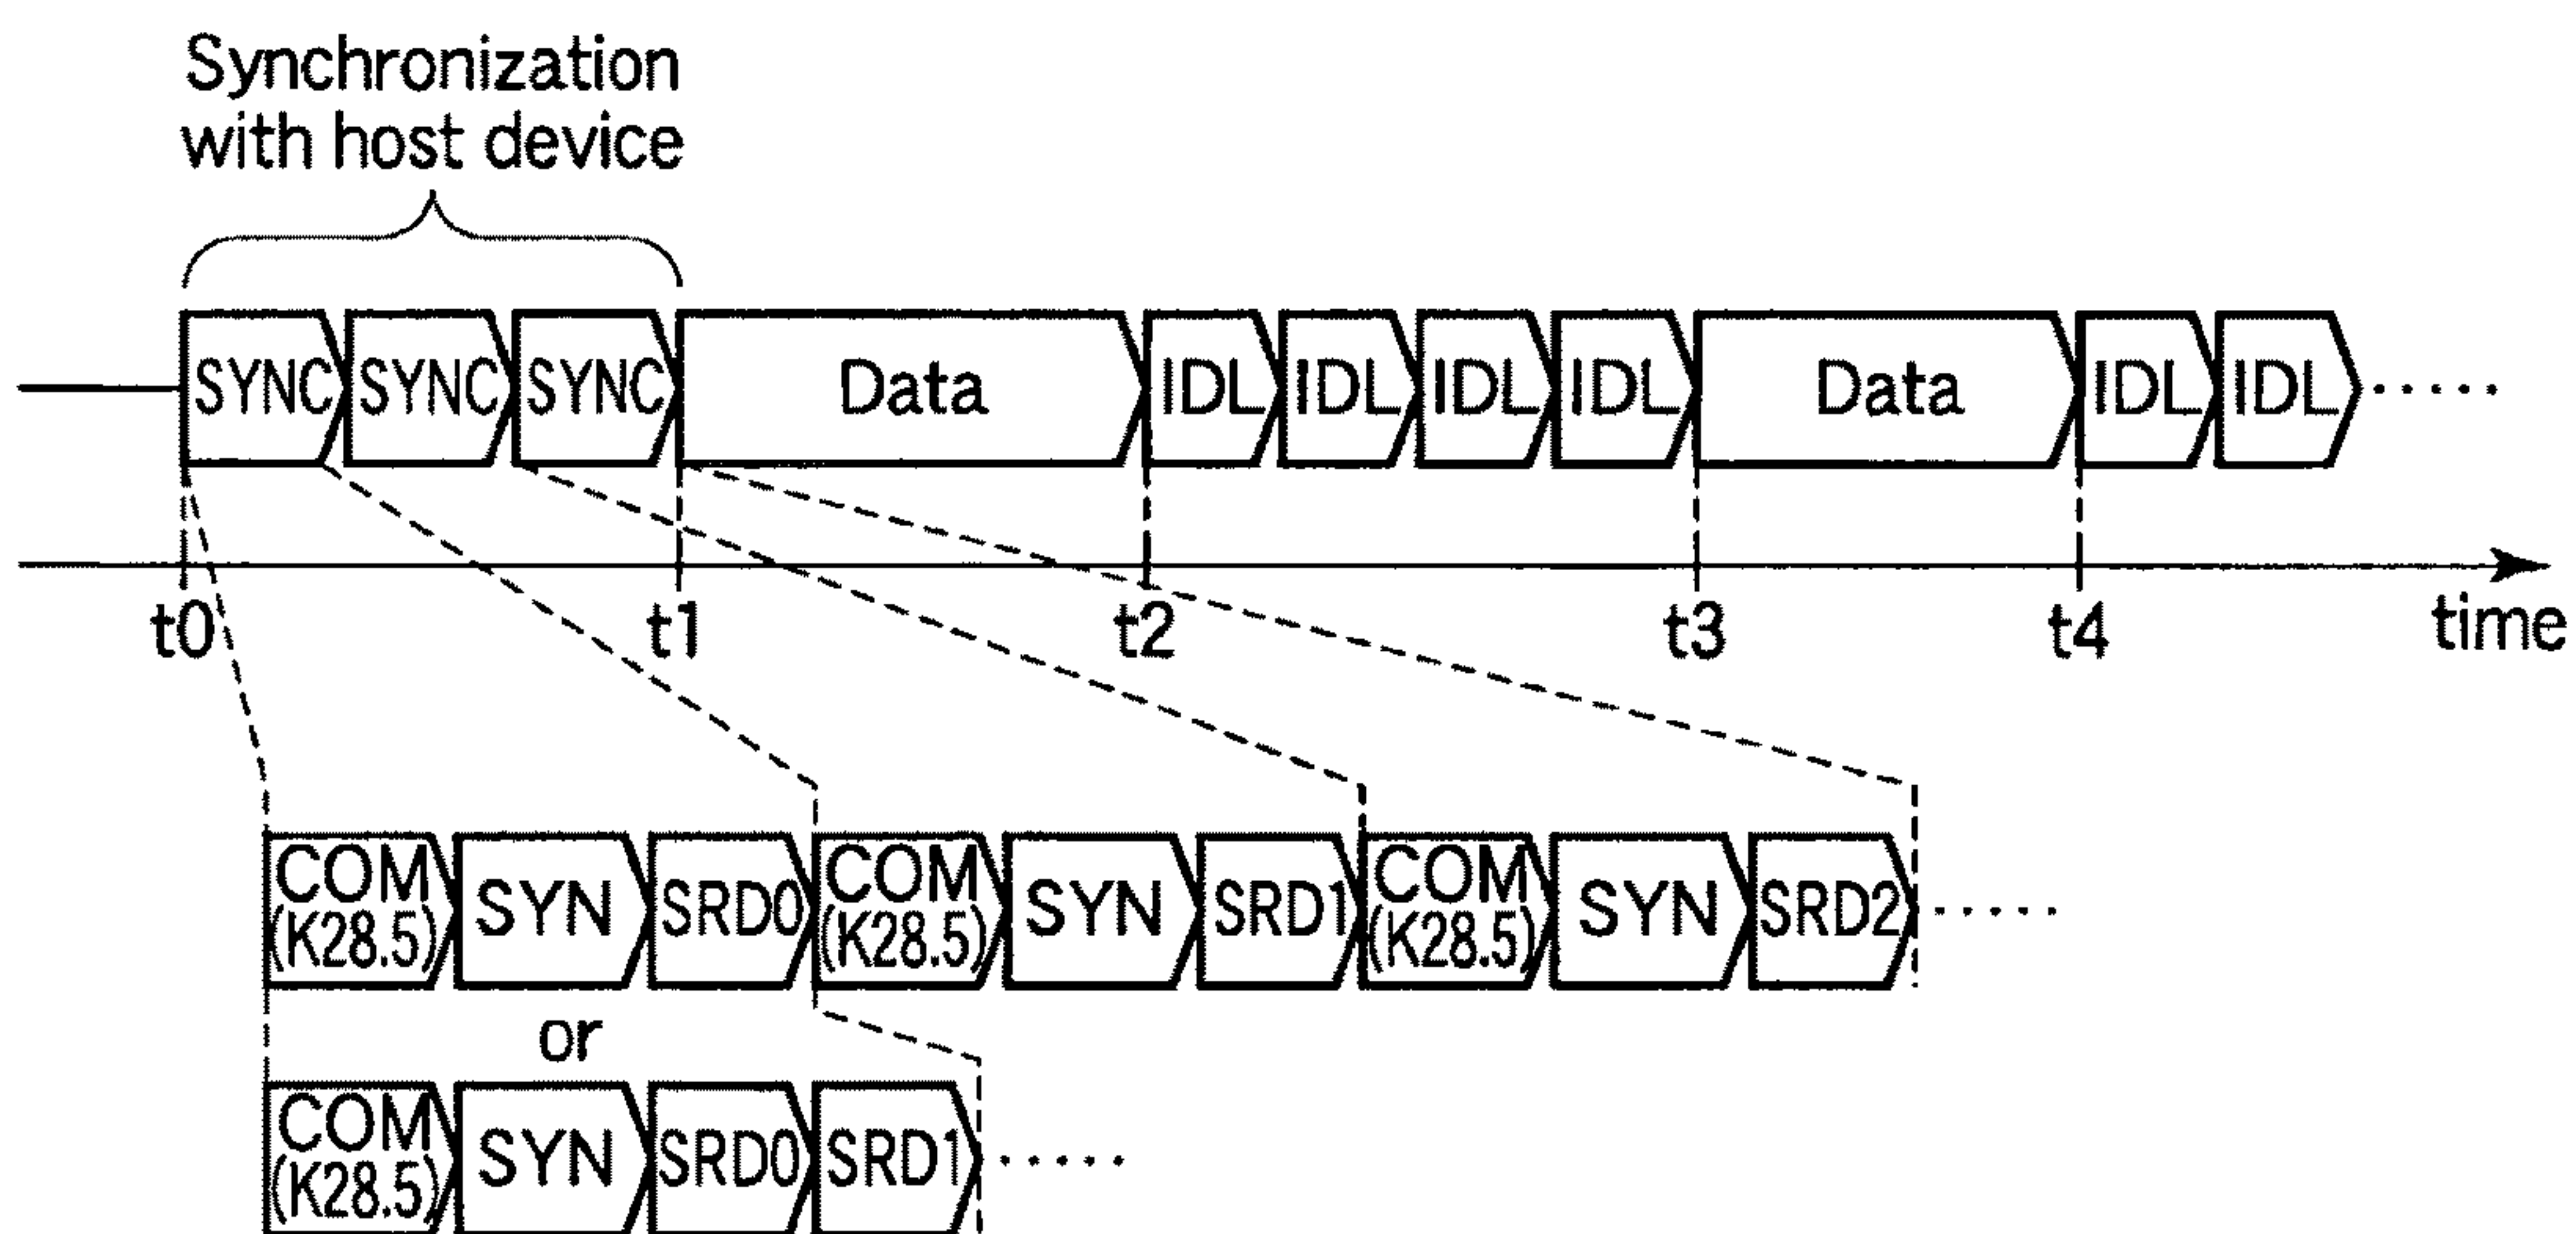 Synchronization
with host device
SYNC SYNC SYNC Data IDL IDL IDL IDL Data IDL IDL ·····
t0 t1 t2 t3 t4 time
COM (K28.5) SYN SRD0 COM (K28.5) SYN SRD1 COM (K28.5) SYN SRD2 ·····
or
COM (K28.5) SYN SRD0 SRD1 ·····